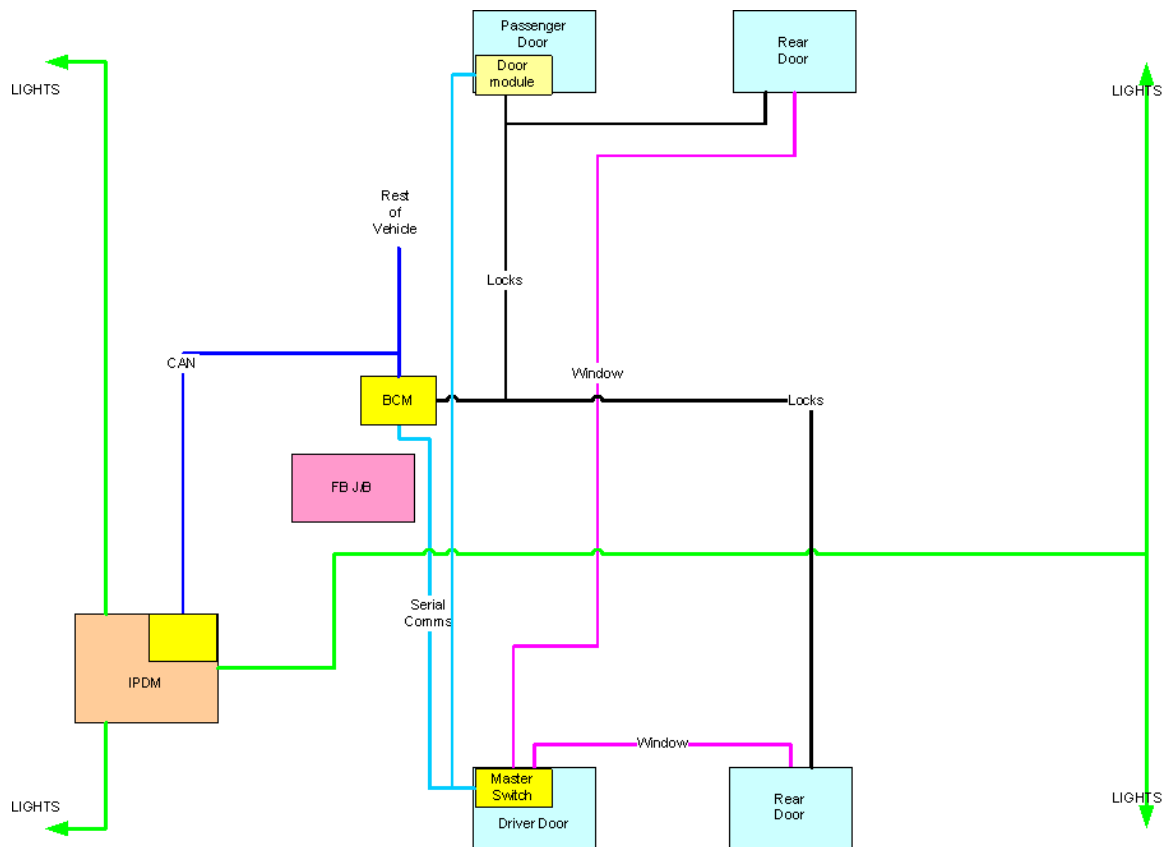 Passenger
Door
Door
module
Rear
Door
LIGHTS
LIGHTS
Rest
of
Vehicle
Locks
CAN
Window
BCM
Locks
FB J/B
Serial
Comms
IPDM
Window
Master
Switch
Driver Door
Rear
Door
LIGHTS
LIGHTS